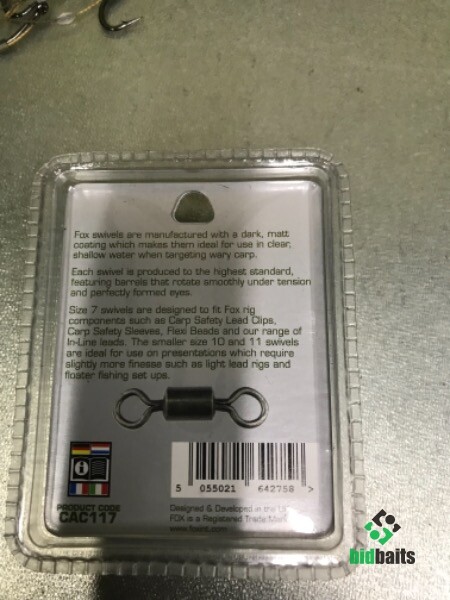 Fox swivels are manufactured with a dark, matt
coating which makes them ideal for use in clear,
shallow water when targeting wary carp.
Each swivel is produced to the highest standard,
featuring barrels that rotate smoothly under tension
and perfectly formed eyes.
Size 7 swivels are designed to fit Fox rig
components such as Carp Safety Lead Clips,
Carp Safety Sleeves, Flexi Beads and our range of
In-Line leads. The smaller size 10 and 11 swivels
are ideal for use on presentations which require
slightly more finesse such as light lead rigs and
floater fishing set ups.
5 055021 642758 >
PRODUCT CODE
CAC117
Designed & Developed in the
FOX is a Registered Trade Mark
bidbaits